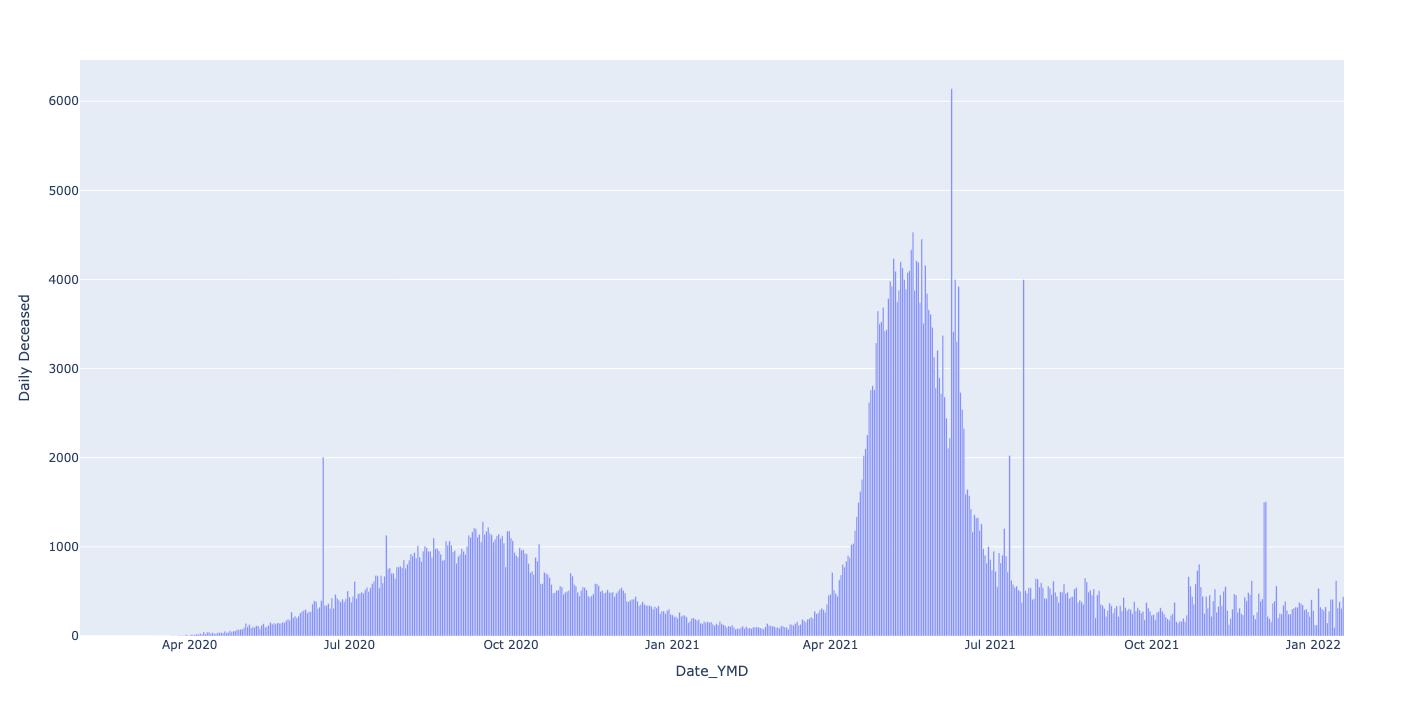 6000
5000
4000
3000
2000
1000
0
Daily Deceased
Apr 2020
Jul 2020
Oct 2020
Jan 2021
Apr 2021
Jul 2021
Oct 2021
Jan 2022
Date_YMD